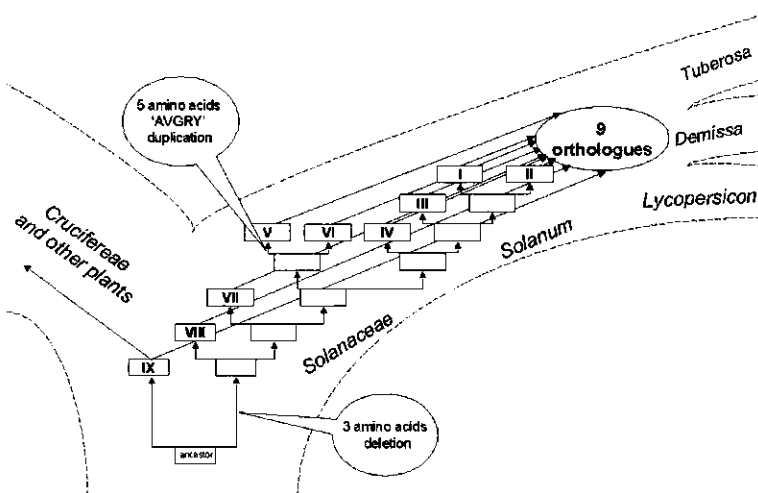 Tuberosa
5 amino acids
'AVGRY'
duplication
9
orthologues
Demissa
I
II
Lycopersicon
III
V
VI
IV
Solanum
Crucifereae
and other plants
VII
VIII
Solanaceae
IX
3 amino acids
deletion
ancestor